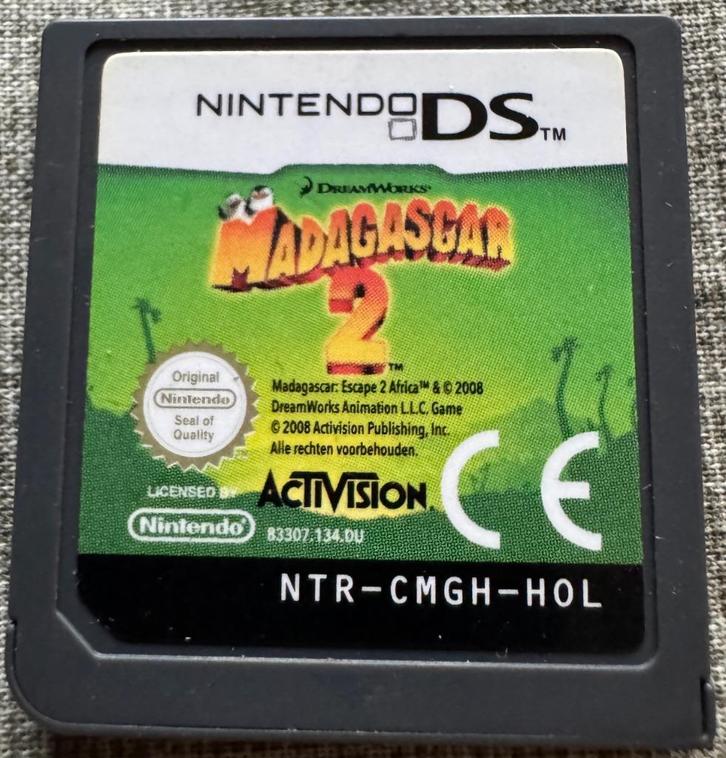 NINTENDO DS™
DREAMWORKS®
MADAGASCAR
2™
Original
Nintendo
Seal of
Quality
™
Madagascar: Escape 2 Africa™ & © 2008
DreamWorks Animation L.L.C. Game
© 2008 Activision Publishing, Inc.
Alle rechten voorbehouden.
LICENSED BY
Nintendo®
ACTIVISION®
83307.134.DU
CE
NTR-CMGH-HOL